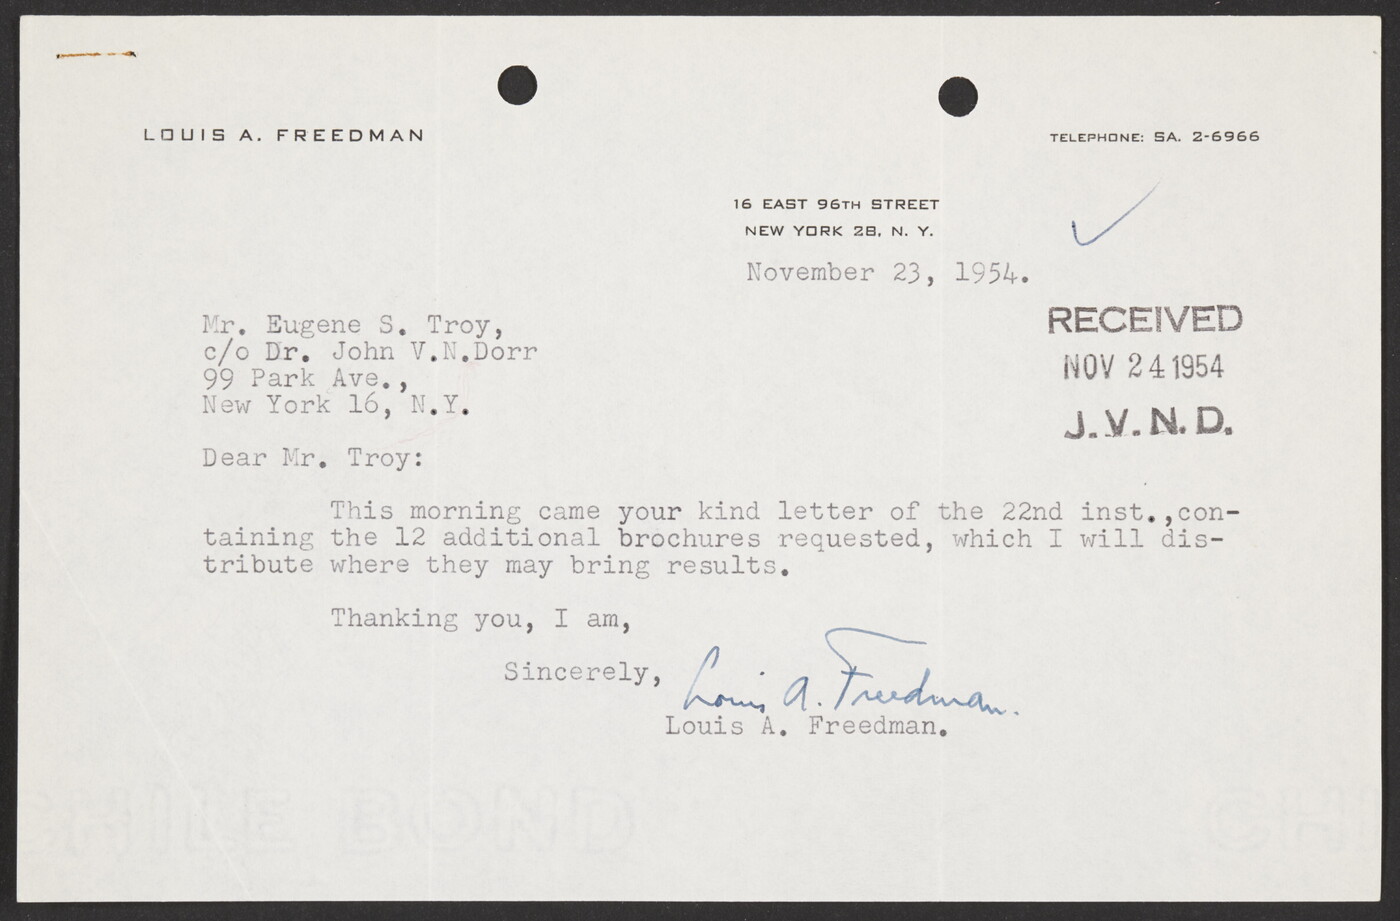 LOUIS A. FREEDMAN
TELEPHONE: SA. 2-6966
16 EAST 96TH STREET
NEW YORK 28, N. Y.
November 23, 1954.
RECEIVED
NOV 24 1954
J.V.N.D.
Mr. Eugene S. Troy,
c/o Dr. John V.N.Dorr
99 Park Ave.,
New York 16, N.Y.
Dear Mr. Troy:
This morning came your kind letter of the 22nd inst.,con-
taining the 12 additional brochures requested, which I will dis-
tribute where they may bring results.
Thanking you, I am,
Sincerely,
Louis A. Freedman.
Louis A. Freedman.
CHILE BOND
CHI